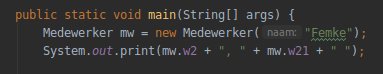 public static void main(String[] args) {
Medewerker mw = new Medewerker( naam: "Femke");
System.out.print(mw.w2 + ", " + mw.w21 + " ");